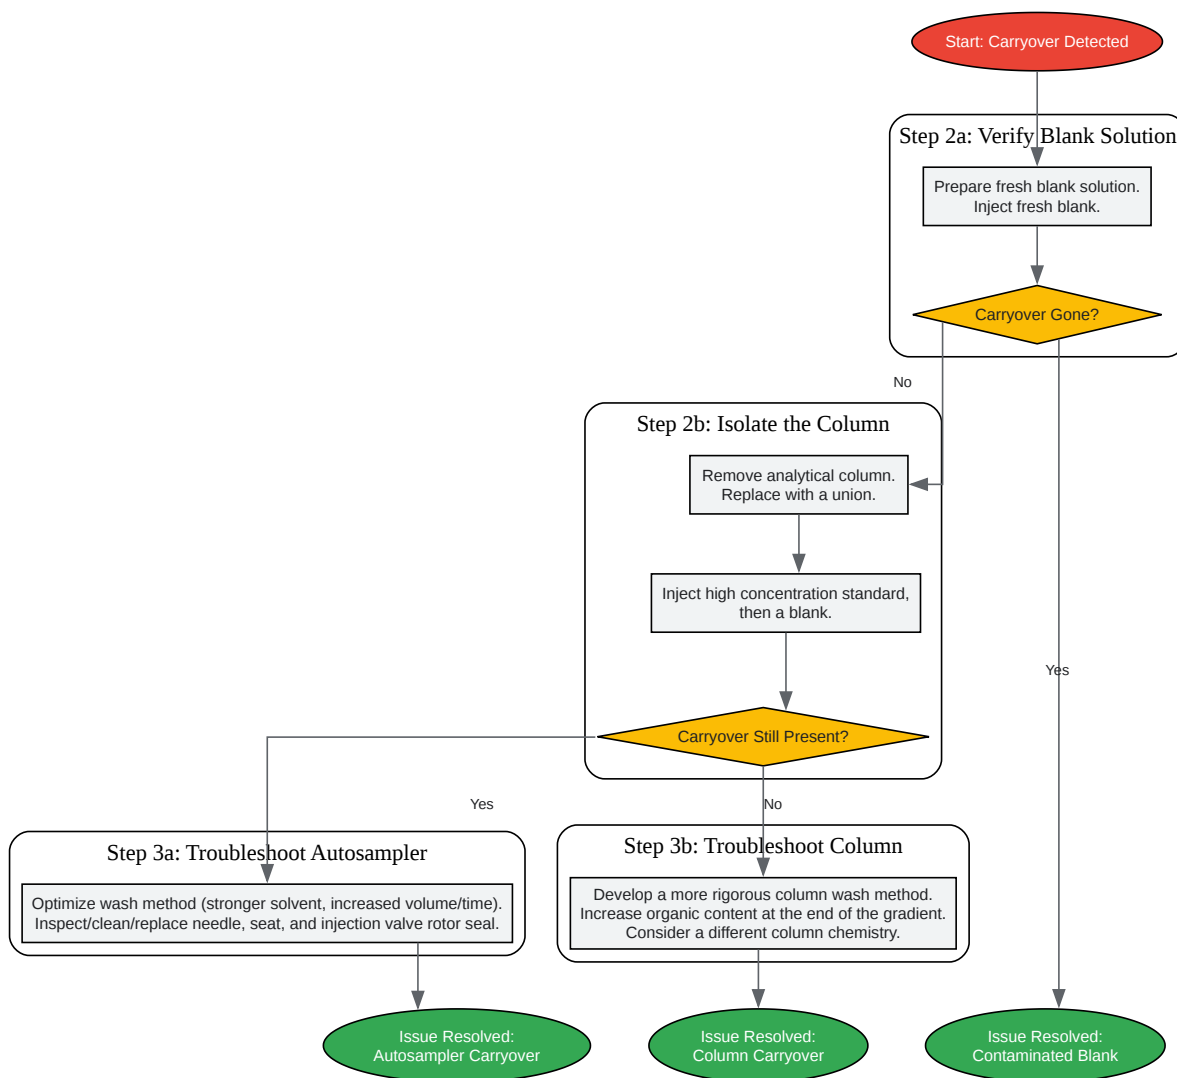 Start: Carryover Detected
Step 2a: Verify Blank Solution
Prepare fresh blank solution.
Inject fresh blank.
Carryover Gone?
No
Step 2b: Isolate the Column
Remove analytical column.
Replace with a union.
Inject high concentration standard,
then a blank.
Yes
Carryover Still Present?
Yes
No
Step 3a: Troubleshoot Autosampler
Optimize wash method (stronger solvent, increased volume/time).
Inspect/clean/replace needle, seat, and injection valve rotor seal.
Step 3b: Troubleshoot Column
Develop a more rigorous column wash method.
Increase organic content at the end of the gradient.
Consider a different column chemistry.
Issue Resolved:
Autosampler Carryover
Issue Resolved:
Column Carryover
Issue Resolved:
Contaminated Blank